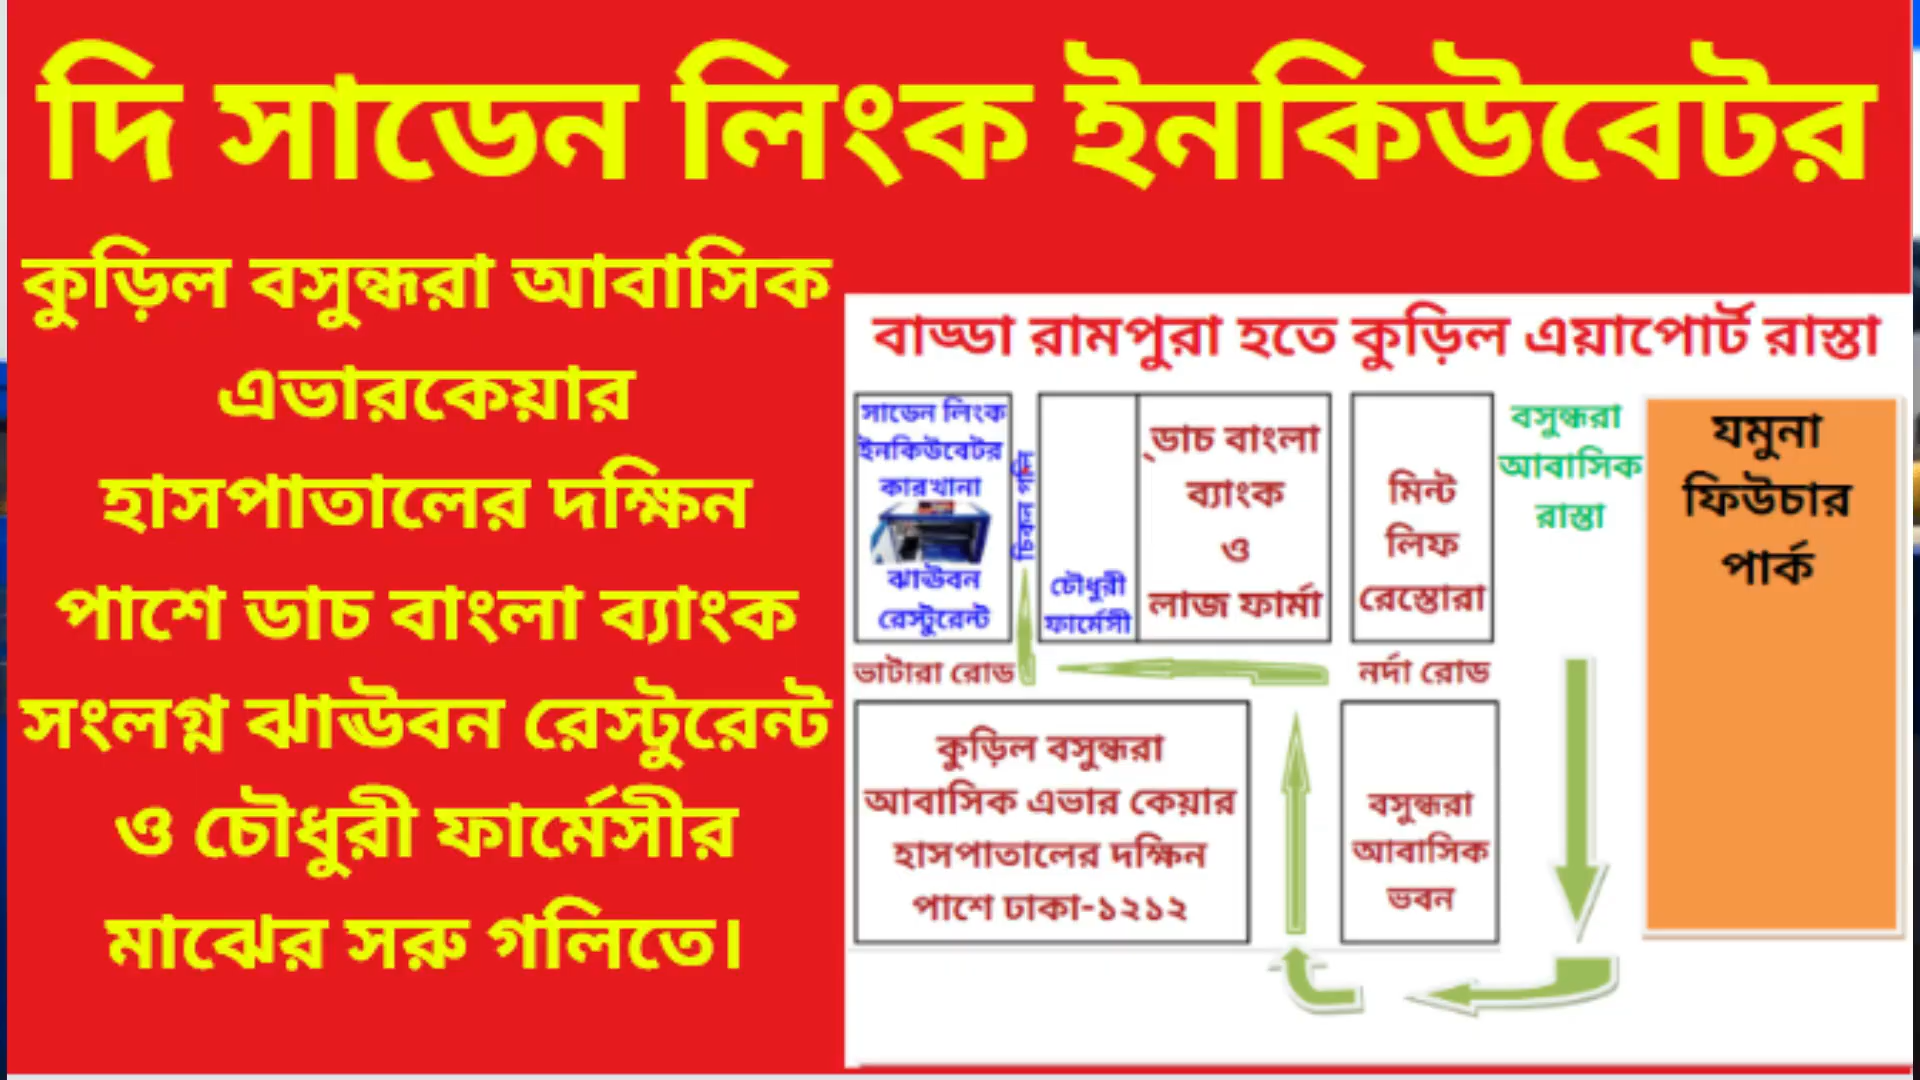 দি সাডেন লিংক ইনকিউবেটর
কুড়িল বসুন্ধরা আবাসিক
এভারকেয়ার
হাসপাতালের দক্ষিন
পাশে ডাচ বাংলা ব্যাংক
সংলগ্ন ঝাউবন রেস্টুরেন্ট
ও চৌধুরী ফার্মেসীর
মাঝের সরু গলিতে।
বাড্ডা রামপুরা হতে কুড়িল এয়াপোর্ট রাস্তা
সাডেন লিংক
ইনকিউবেটর
কারখানা
ঝাউবন
রেস্টুরেন্ট
চিকন গলি
চৌধুরী
ফার্মেসী
ডাচ বাংলা
ব্যাংক
ও
লাজ ফার্মা
মিন্ট
লিফ
রেস্তোরা
বসুন্ধরা
আবাসিক
রাস্তা
যমুনা
ফিউচার
পার্ক
ভাটারা রোড
নর্দা রোড
কুড়িল বসুন্ধরা
আবাসিক এভার কেয়ার
হাসপাতালের দক্ষিন
পাশে ঢাকা-১২১২
বসুন্ধরা
আবাসিক
ভবন